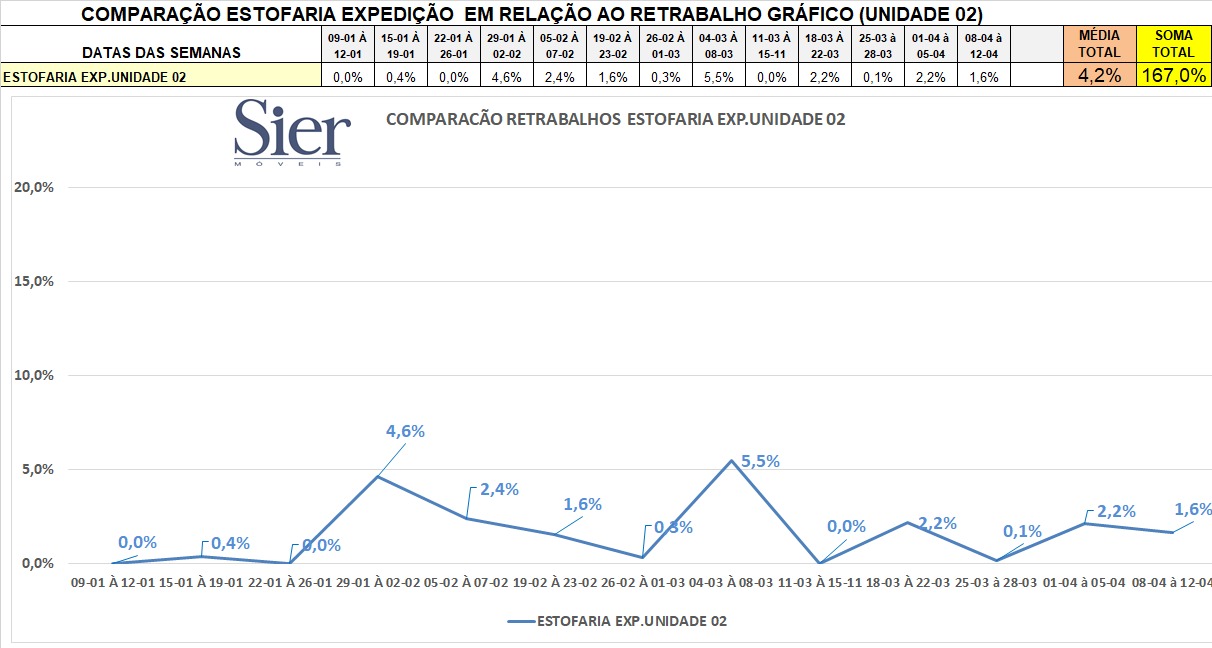 COMPARAÇÃO ESTOFARIA EXPEDIÇÃO EM RELAÇÃO AO RETRABALHO GRÁFICO (UNIDADE 02)
DATAS DAS SEMANAS 09-01 À 12-01 15-01 À 19-01 22-01 À 26-01 29-01 À 02-02 05-02 À 07-02 19-02 À 23-02 26-02 À 01-03 04-03 À 08-03 11-03 À 15-11 18-03 À 22-03 25-03 à 28-03 01-04 à 05-04 08-04 à 12-04 MÉDIA TOTAL SOMA TOTAL
ESTOFARIA EXP.UNIDADE 02 0,0% 0,4% 0,0% 4,6% 2,4% 1,6% 0,3% 5,5% 0,0% 2,2% 0,1% 2,2% 1,6% 4,2% 167,0%
Sier
MÓVEIS
COMPARACÃO RETRABALHOS ESTOFARIA EXP.UNIDADE 02
20,0%
15,0%
10,0%
4,6%
5,0%
5,5%
2,4%
1,6%
2,2%
1,6%
0,0%
0,4%
0,0%
0,3%
0,0%
2,2%
0,1%
0,0%
09-01 À 12-01 15-01 À 19-01 22-01 À 26-01 29-01 À 02-02 05-02 À 07-02 19-02 À 23-02 26-02 À 01-03 04-03 À 08-03 11-03 À 15-11 18-03 À 22-03 25-03 à 28-03 01-04 à 05-04 08-04 à 12-04
ESTOFARIA EXP.UNIDADE 02